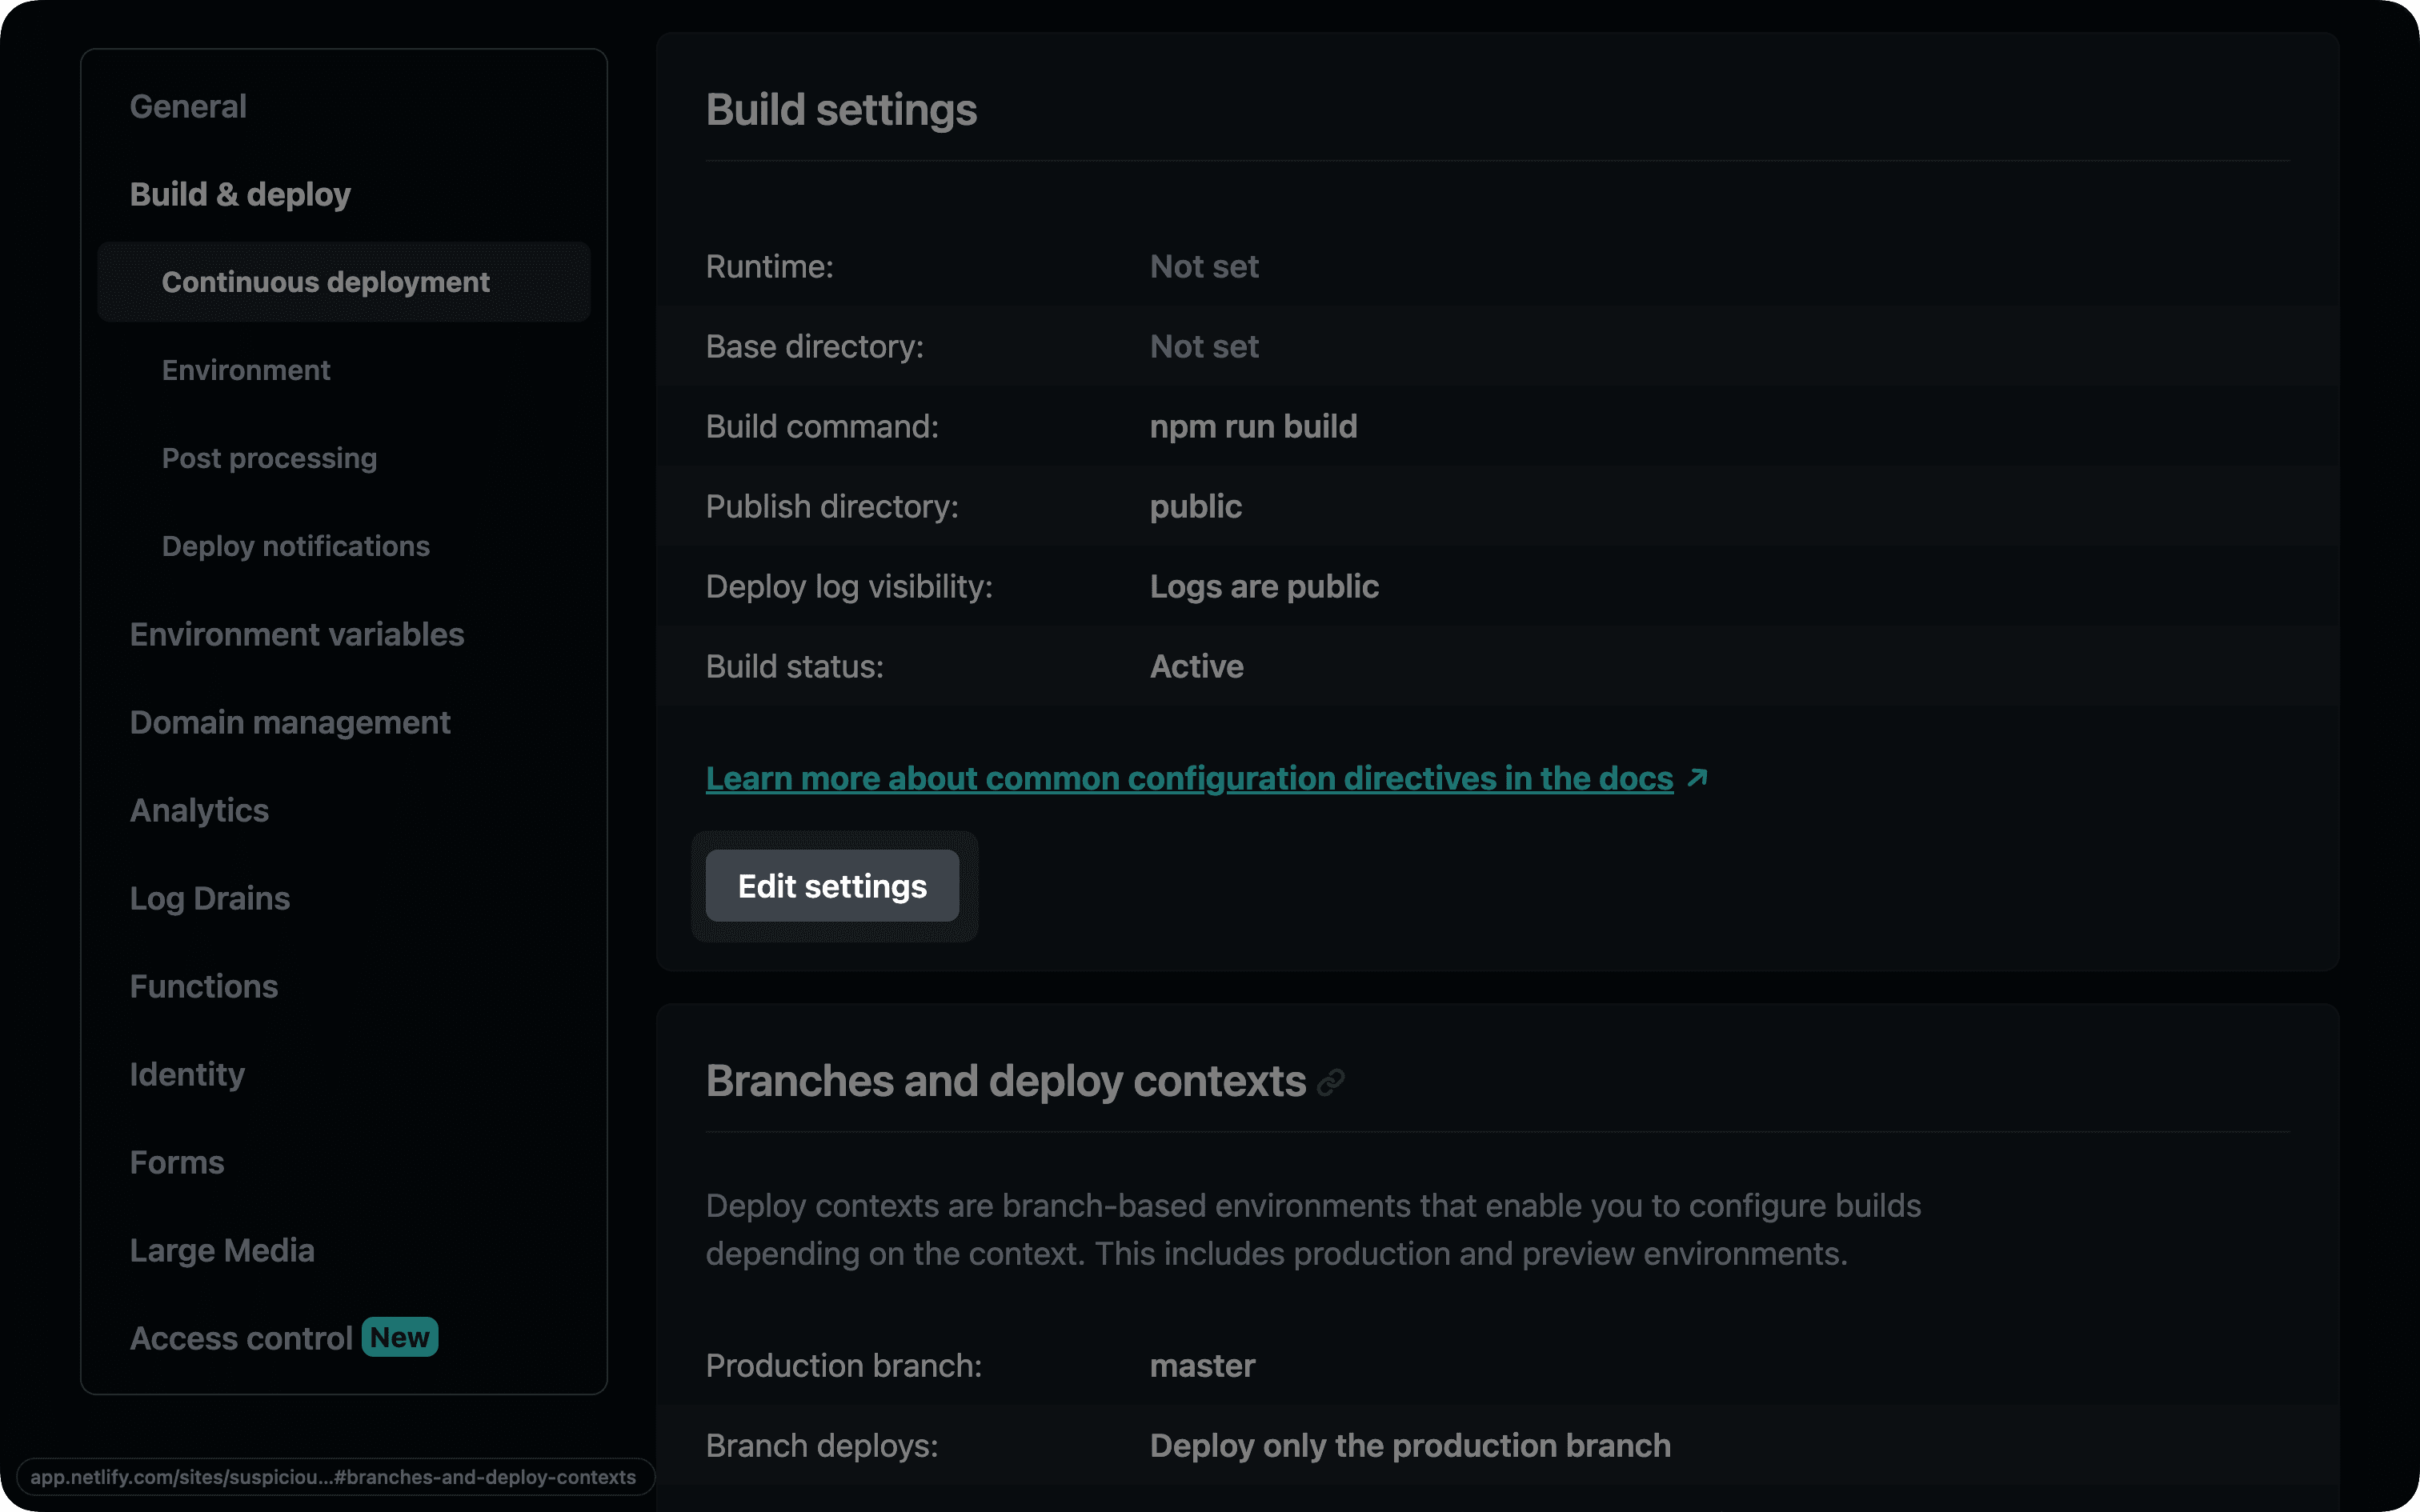 General
Build & deploy
Continuous deployment
Environment
Post processing
Deploy notifications
Environment variables
Domain management
Analytics
Log Drains
Functions
Identity
Forms
Large Media
Access control New
Build settings
Runtime: Not set
Base directory: Not set
Build command: npm run build
Publish directory: public
Deploy log visibility: Logs are public
Build status: Active
Learn more about common configuration directives in the docs ↗
Edit settings
Branches and deploy contexts
Deploy contexts are branch-based environments that enable you to configure builds
depending on the context. This includes production and preview environments.
Production branch: master
Branch deploys: Deploy only the production branch
app.netlify.com/sites/suspiciou...#branches-and-deploy-contexts